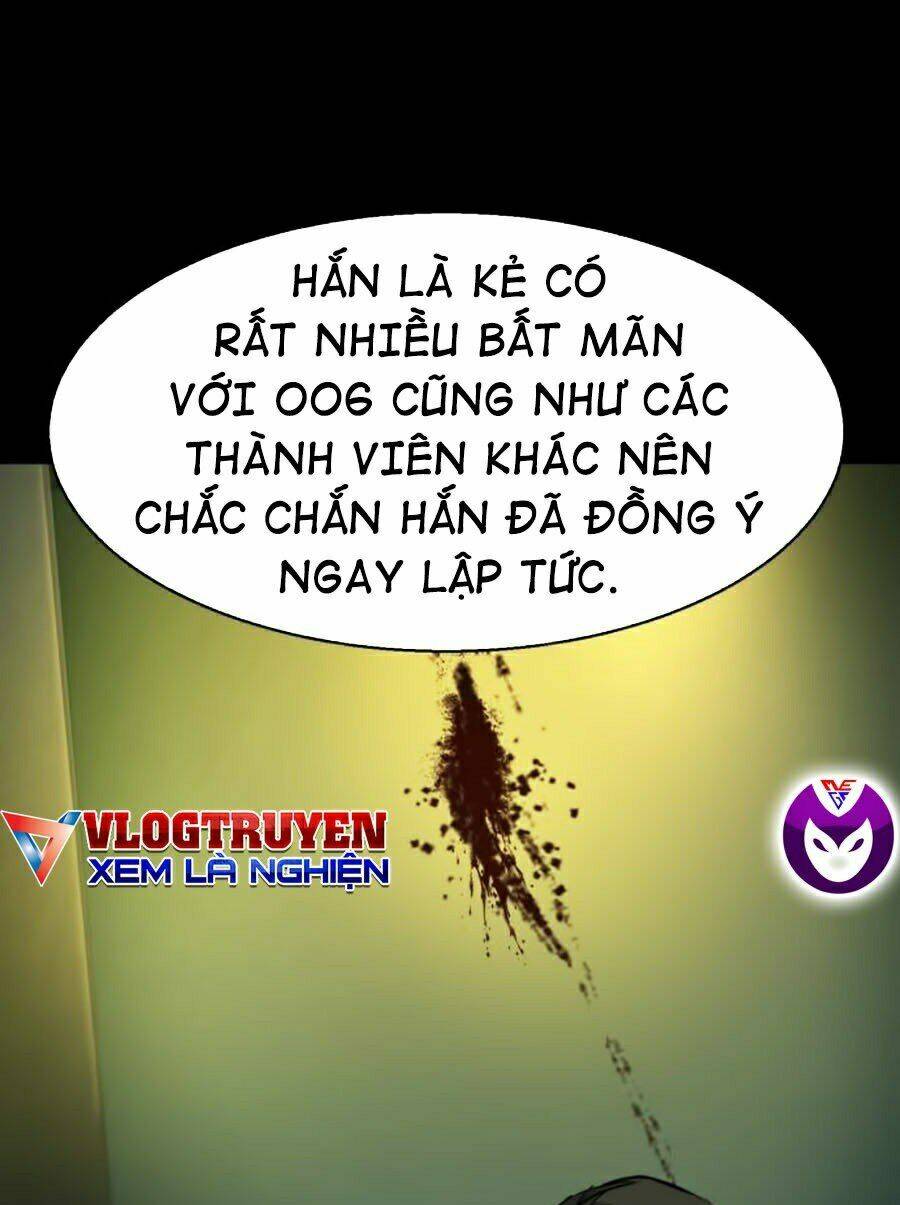 HẮN LÀ KẺ CÓ
RẤT NHIỀU BẤT MÃN
VỚI 006 CŨNG NHƯ CÁC
THÀNH VIÊN KHÁC NÊN
CHẮC CHẮN HẮN ĐÃ ĐỒNG Ý
NGAY LẬP TỨC.
VLOGTRUYEN
XEM LÀ NGHIỆN